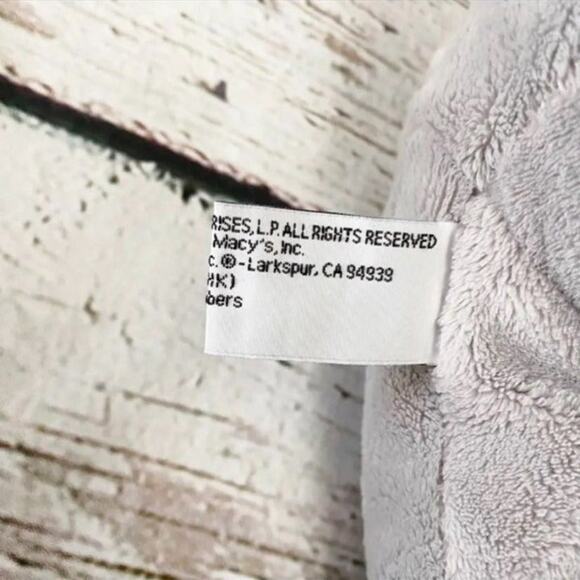 RISES, L.P. ALL RIGHTS RESERVED
Macy's, Inc.
c.®-Larkspur, CA 94939
HK)
bers